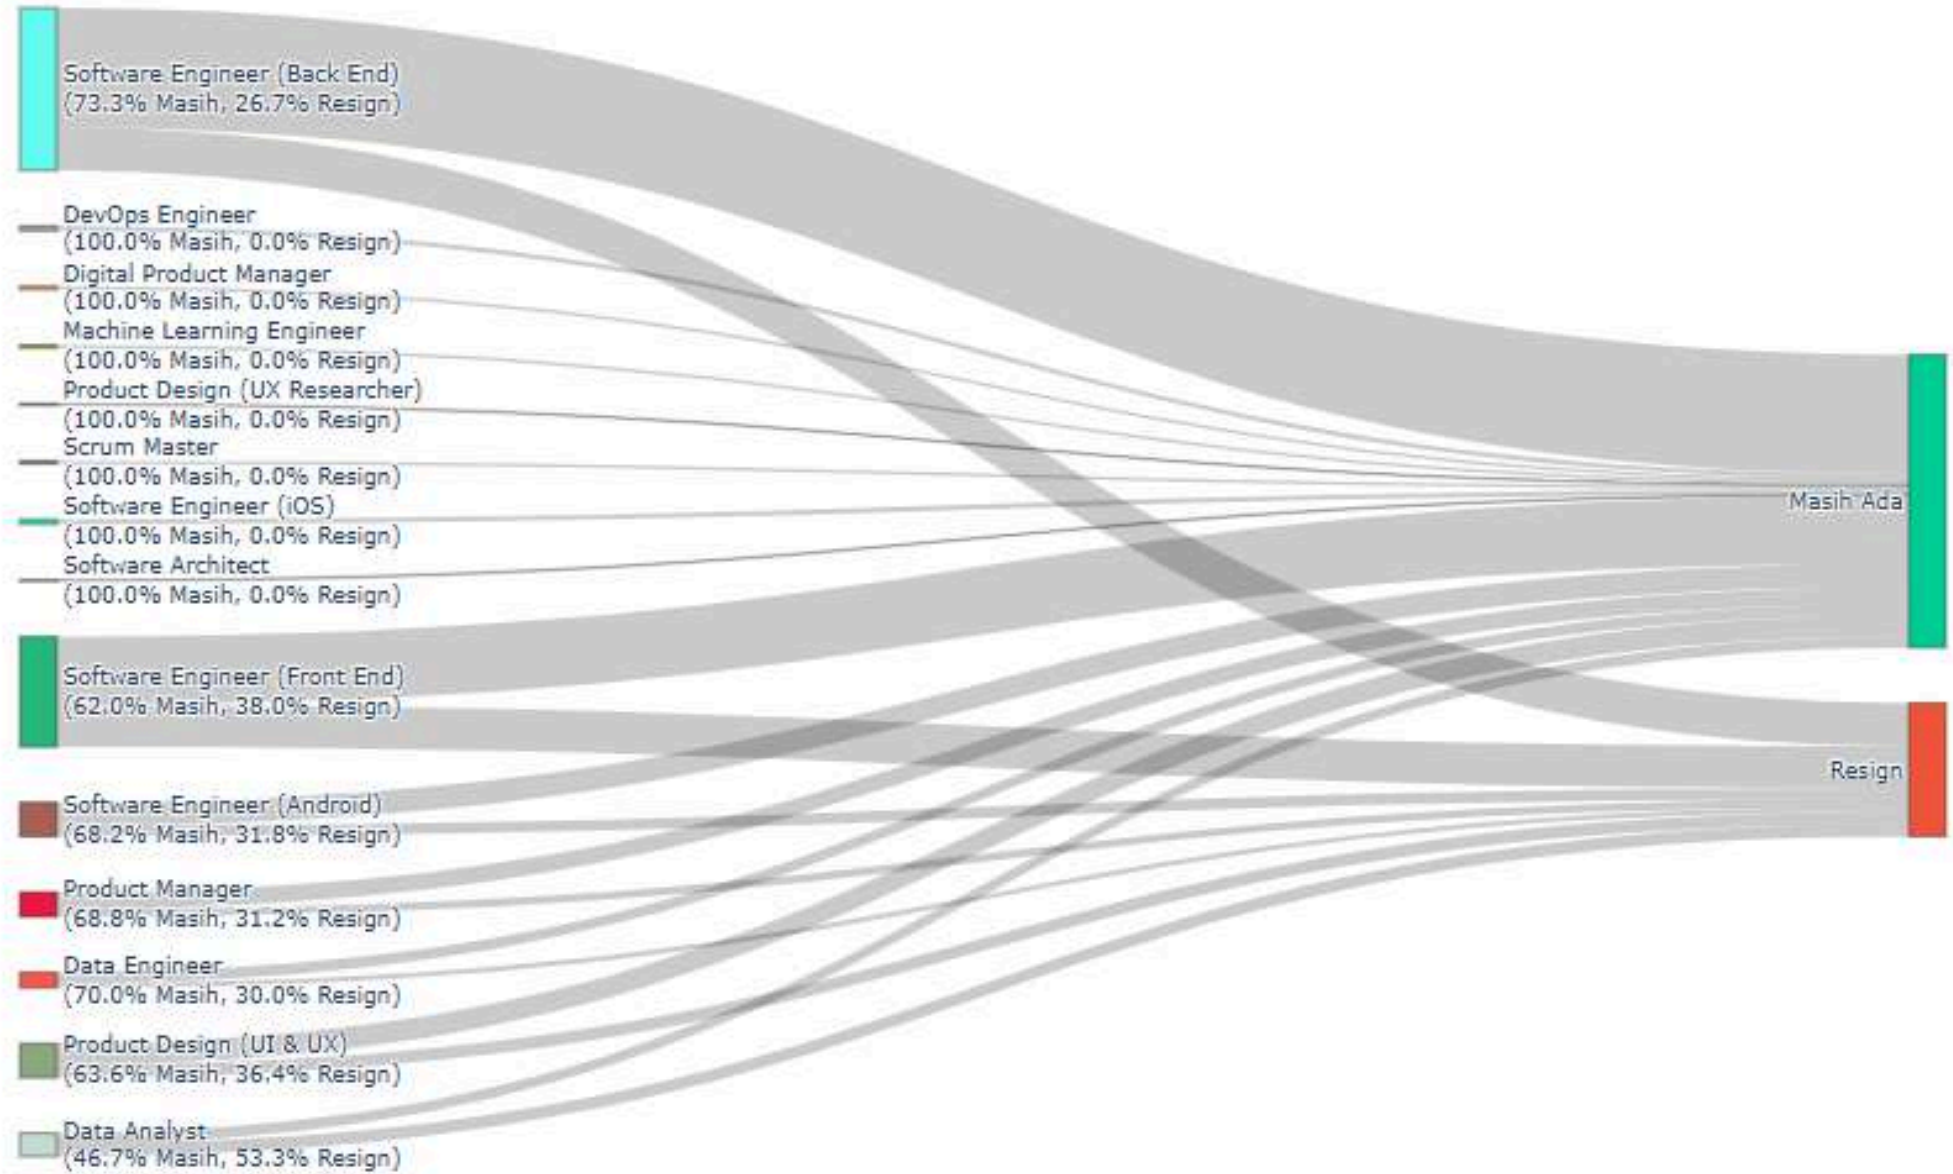 Software Engineer (Back End)
(73.3% Masih, 26.7% Resign)
DevOps Engineer
(100.0% Masih, 0.0% Resign)
Digital Product Manager
(100.0% Masih, 0.0% Resign)
Machine Learning Engineer
(100.0% Masih, 0.0% Resign)
Product Design (UX Researcher)
(100.0% Masih, 0.0% Resign)
Scrum Master
(100.0% Masih, 0.0% Resign)
Software Engineer (iOS)
(100.0% Masih, 0.0% Resign)
Software Architect
(100.0% Masih, 0.0% Resign)
Software Engineer (Front End)
(62.0% Masih, 38.0% Resign)
Software Engineer (Android)
(68.2% Masih, 31.8% Resign)
Product Manager
(68.8% Masih, 31.2% Resign)
Data Engineer
(70.0% Masih, 30.0% Resign)
Product Design (UI & UX)
(63.6% Masih, 36.4% Resign)
Data Analyst
(46.7% Masih, 53.3% Resign)
Masih Ada
Resign